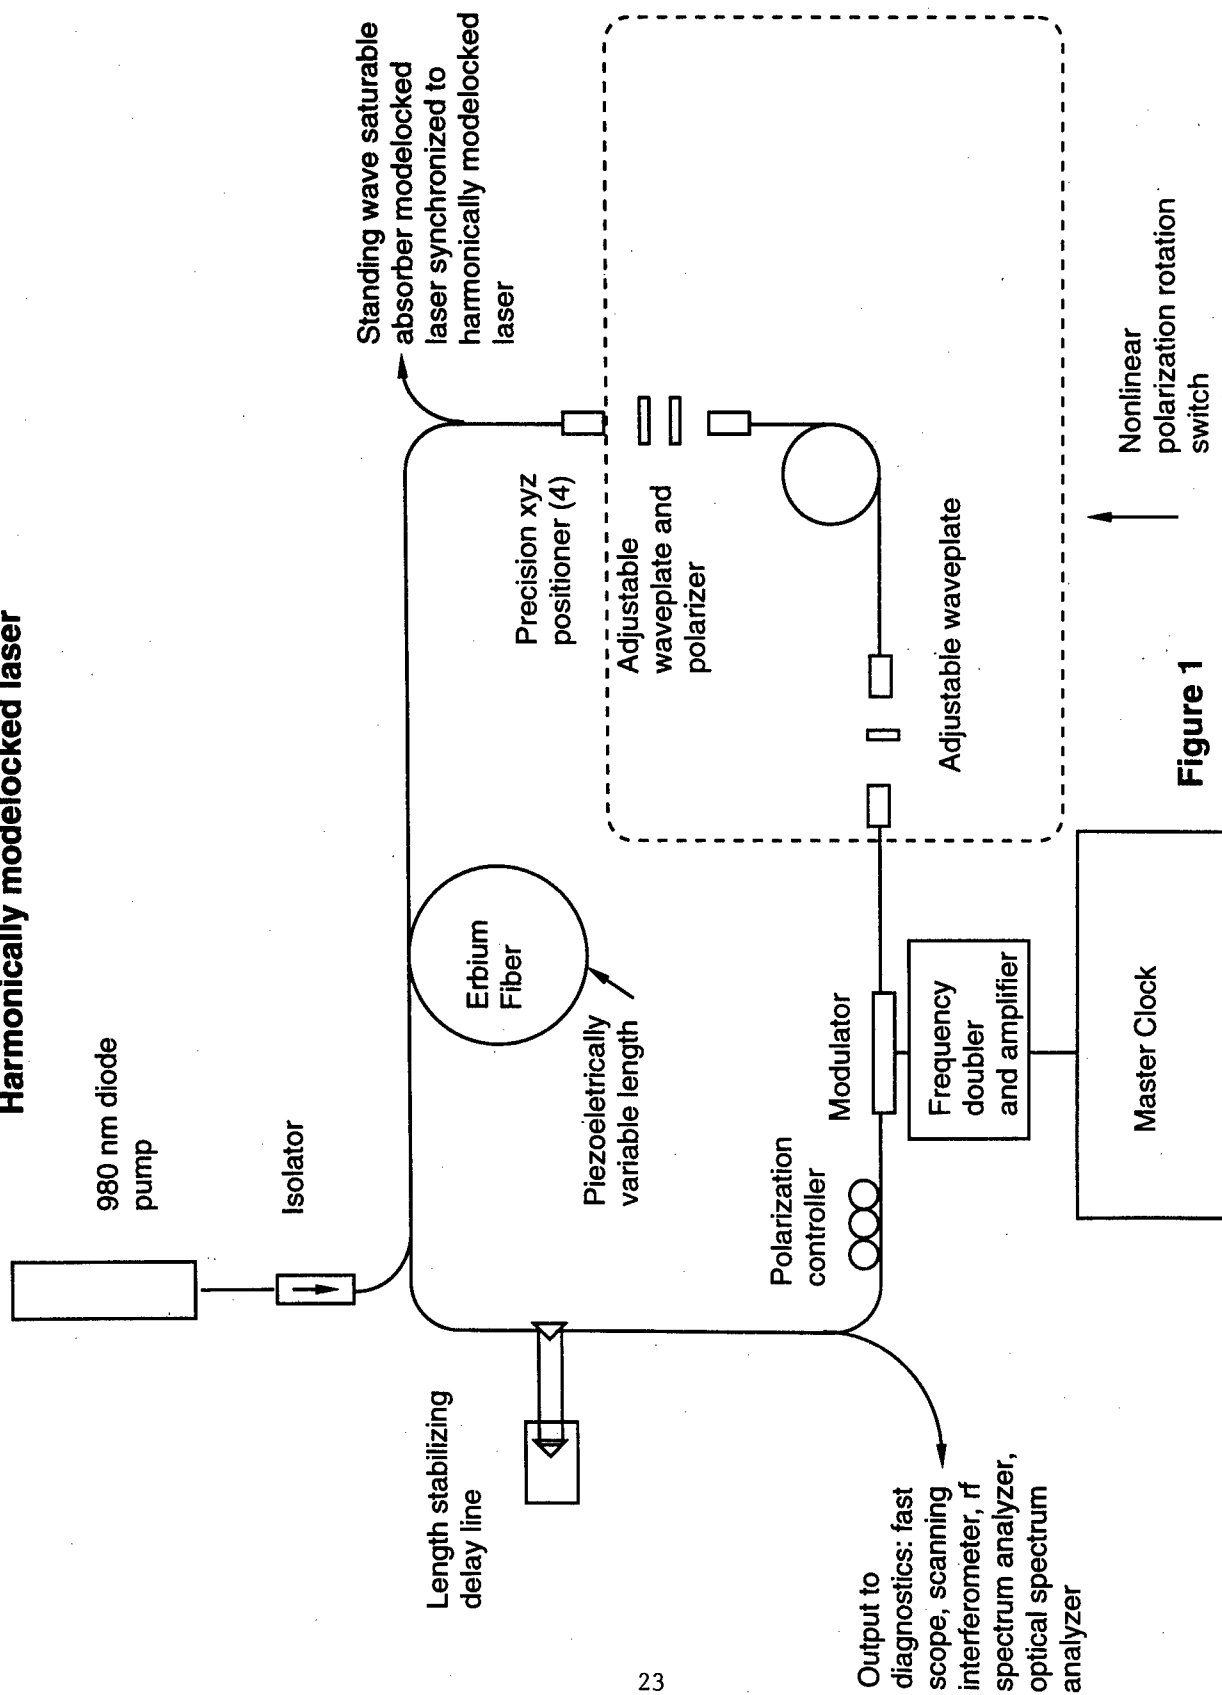 Harmonically modelocked laser
980 nm diode
pump
Isolator
Standing wave saturable
absorber modelocked
laser synchronized to
harmonically modelocked
laser
Length stabilizing
delay line
Erbium
Fiber
Piezoeletrically
variable length
Precision xyz
positioner (4)
Adjustable
waveplate and
polarizer
Polarization
controller
Modulator
Adjustable waveplate
Frequency
doubler
and amplifier
Master Clock
Output to
diagnostics: fast
scope, scanning
interferometer, rf
spectrum analyzer,
optical spectrum
analyzer
Nonlinear
polarization rotation
switch
Figure 1
23